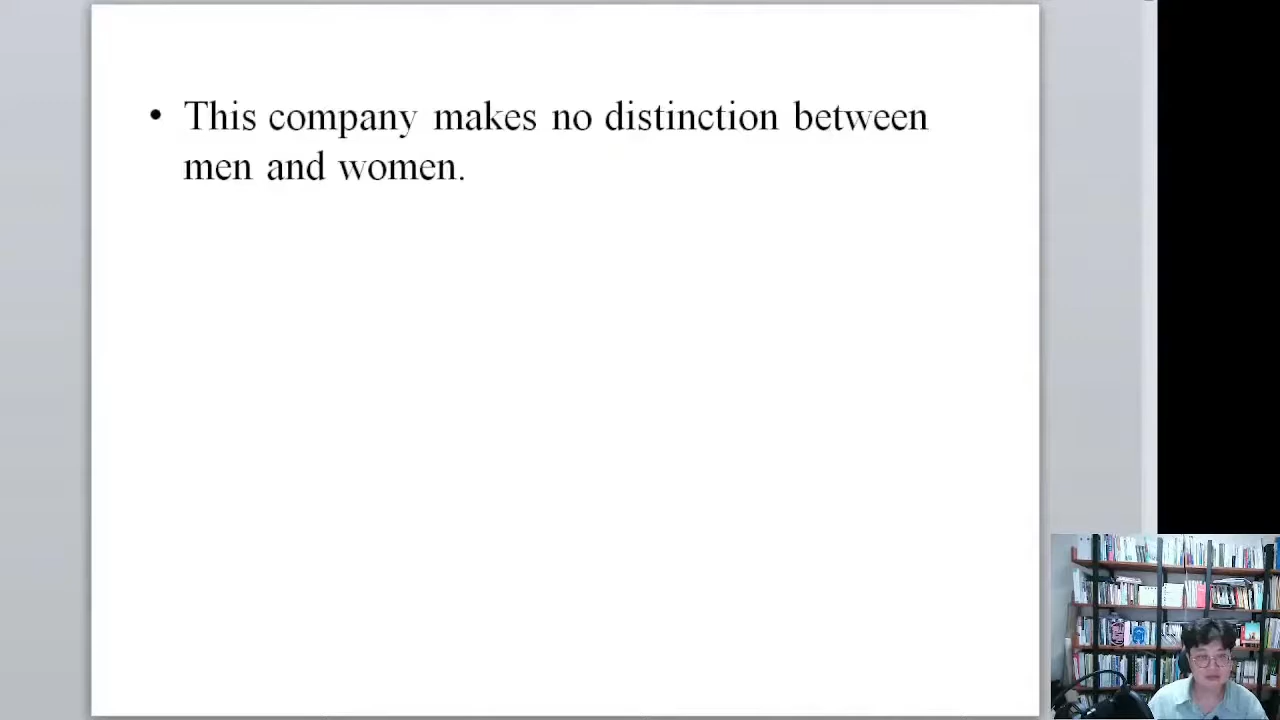 • This company makes no distinction between
men and women.